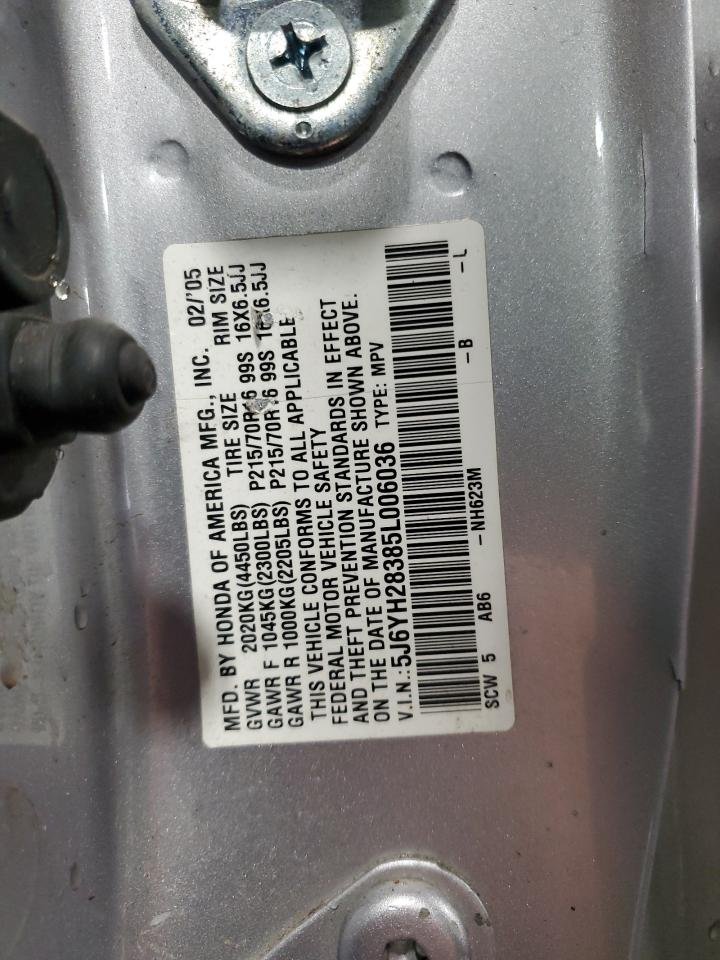 MFD. BY HONDA OF AMERICA MFG., INC. 02/'05
GVWR 2020KG(4450LBS) TIRE SIZE RIM SIZE
GAWR F 1045KG(2300LBS) P215/70R16 99S 16X6.5JJ
GAWR R 1000KG(2205LBS) P215/70R16 99S 16X6.5JJ
THIS VEHICLE CONFORMS TO ALL APPLICABLE
FEDERAL MOTOR VEHICLE SAFETY
AND THEFT PREVENTION STANDARDS IN EFFECT
ON THE DATE OF MANUFACTURE SHOWN ABOVE.
V.I.N.: 5J6YH28385L006036 TYPE: MPV
SCW 5 AB6 - NH623M - B - L